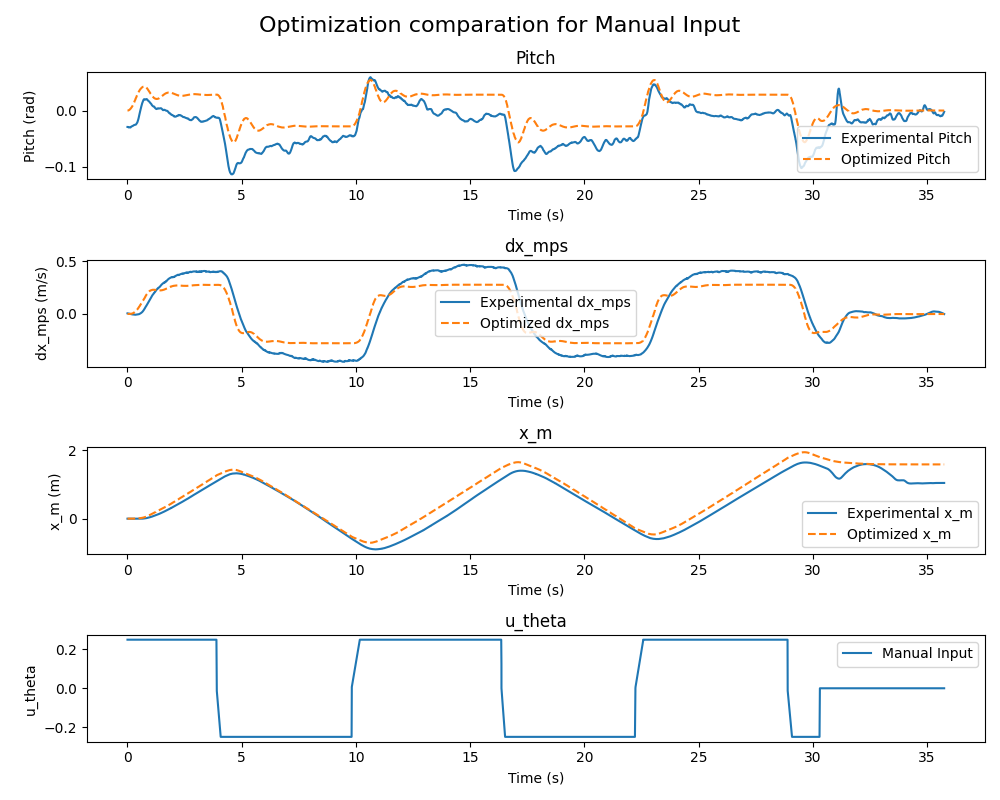 Optimization comparation for Manual Input
Pitch
Pitch (rad)
0.0
−0.1
Experimental Pitch
Optimized Pitch
0 5 10 15 20 25 30 35
Time (s)
dx_mps
dx_mps (m/s)
0.5
0.0
Experimental dx_mps
Optimized dx_mps
0 5 10 15 20 25 30 35
Time (s)
x_m
x_m (m)
2
0
Experimental x_m
Optimized x_m
0 5 10 15 20 25 30 35
Time (s)
u_theta
u_theta
0.2
0.0
−0.2
Manual Input
0 5 10 15 20 25 30 35
Time (s)